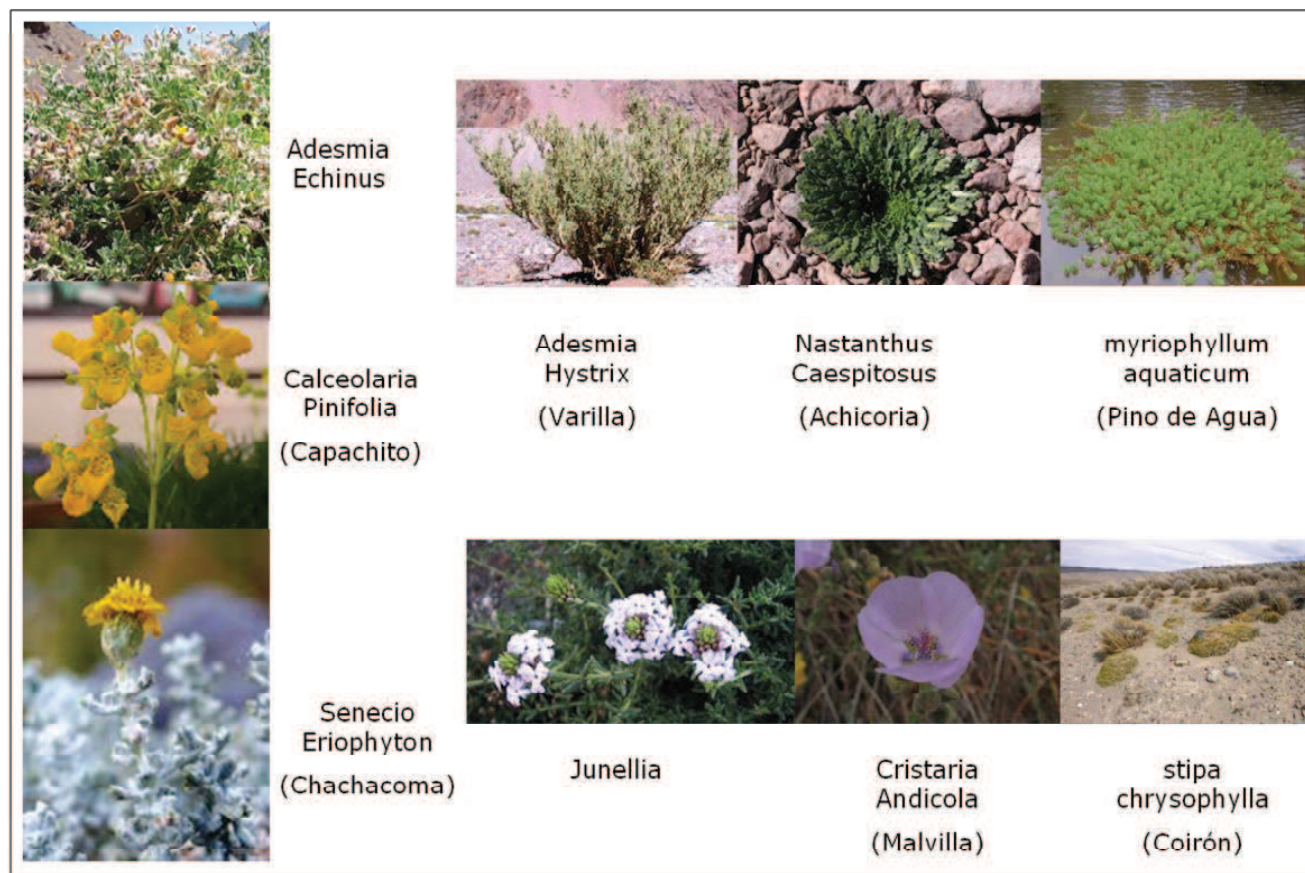 Adesmia
Echinus
Calceolaria
Pinifolia
(Capachito)
Senecio
Eriophyton
(Chachacoma)
Adesmia
Hystrix
(Varilla)
Nastanthus
Caespitosus
(Achicoria)
myriophyllum
aquaticum
(Pino de Agua)
Junellia
Cristaria
Andicola
(Malvilla)
stipa
chrysophylla
(Coirón)